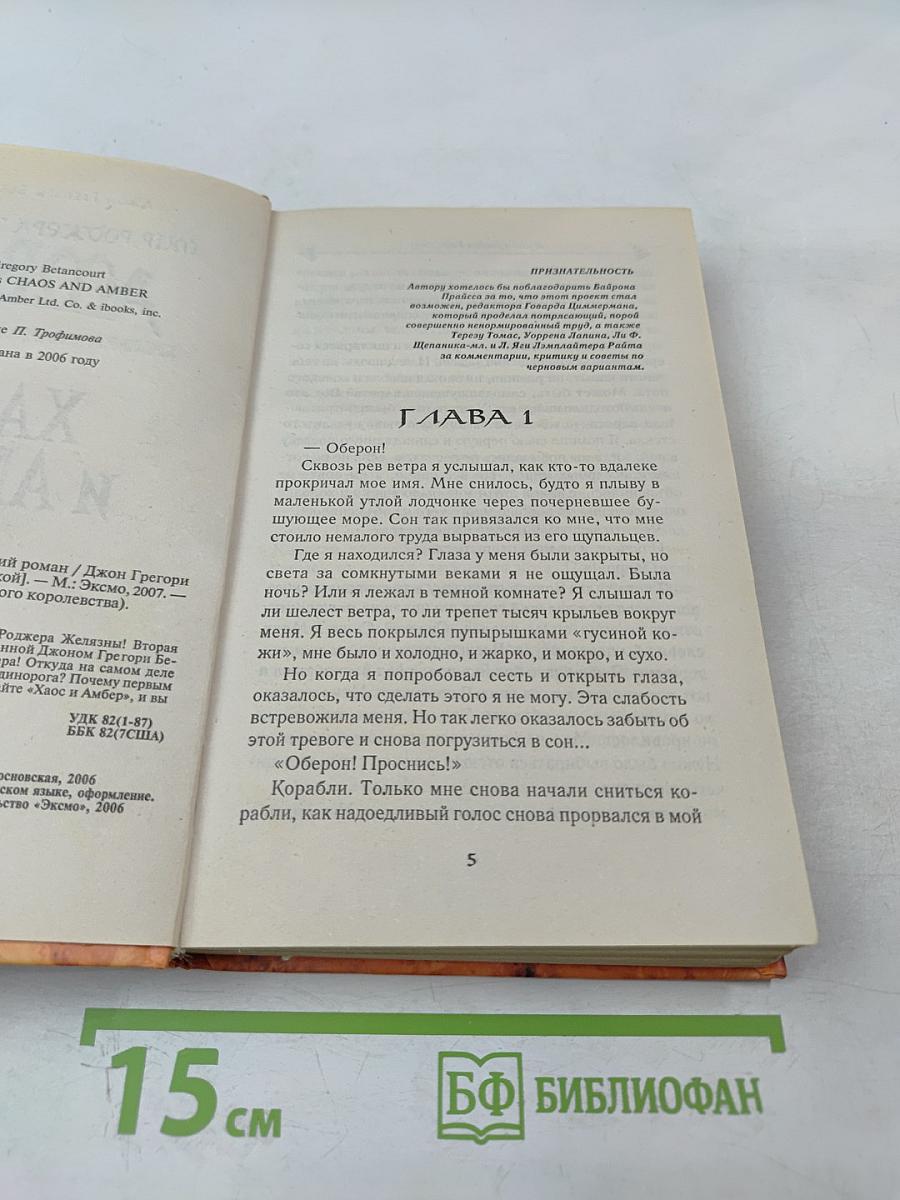 regory Betancourt
CHAOS AND AMBER
Amber Ltd. Co. & ibooks, inc.
П. Трофимова
ана в 2006 году
ХА
И А
ий роман / Джон Грегори
кой]. — М.: Эксмо, 2007. —
ого королевства).
Роджера Желязны! Вторая
нной Джоном Грегори Бе-
ра! Откуда на самом деле
динорога? Почему первым
айте «Хаос и Амбер», и вы
УДК 82(1-87)
ББК 82(7США)
сновская, 2006
ском языке, оформление.
ьство «Эксмо», 2006
ПРИЗНАТЕЛЬНОСТЬ
Автору хотелось бы поблагодарить Байрона
Прайсса за то, что этот проект стал
возможен, редактора Говарда Циммермана,
который проделал потрясающий, порой
совершенно ненормированный труд, а также
Терезу Томас, Уоррена Лапина, Ли Ф.
Щепаника-мл. и Л. Яги Лэмплайтера Райта
за комментарии, критику и советы по
черновым вариантам.
ГЛАВА 1
— Оберон!
Сквозь рев ветра я услышал, как кто-то вдалеке
прокричал мое имя. Мне снилось, будто я плыву в
маленькой утлой лодчонке через почерневшее бу-
шующее море. Сон так привязался ко мне, что мне
стоило немалого труда вырваться из его щупальцев.
Где я находился? Глаза у меня были закрыты, но
света за сомкнутыми веками я не ощущал. Была
ночь? Или я лежал в темной комнате? Я слышал то
ли шелест ветра, то ли трепет тысяч крыльев вокруг
меня. Я весь покрылся пупырышками «гусиной ко-
жи», мне было и холодно, и жарко, и мокро, и сухо.
Но когда я попробовал сесть и открыть глаза,
оказалось, что сделать этого я не могу. Эта слабость
встревожила меня. Но так легко оказалось забыть об
этой тревоге и снова погрузиться в сон...
«Оберон! Проснись!»
Корабли. Только мне снова начали сниться ко-
рабли, как надоедливый голос снова прорвался в мой
5
15 см
БФ БИБЛИОФАН